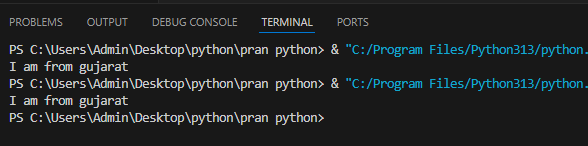 PROBLEMS OUTPUT DEBUG CONSOLE TERMINAL PORTS
PS C:\Users\Admin\Desktop\python\pran python> & "C:/Program Files/Python313/python.
I am from gujarat
PS C:\Users\Admin\Desktop\python\pran python> & "C:/Program Files/Python313/python.
I am from gujarat
PS C:\Users\Admin\Desktop\python\pran python>